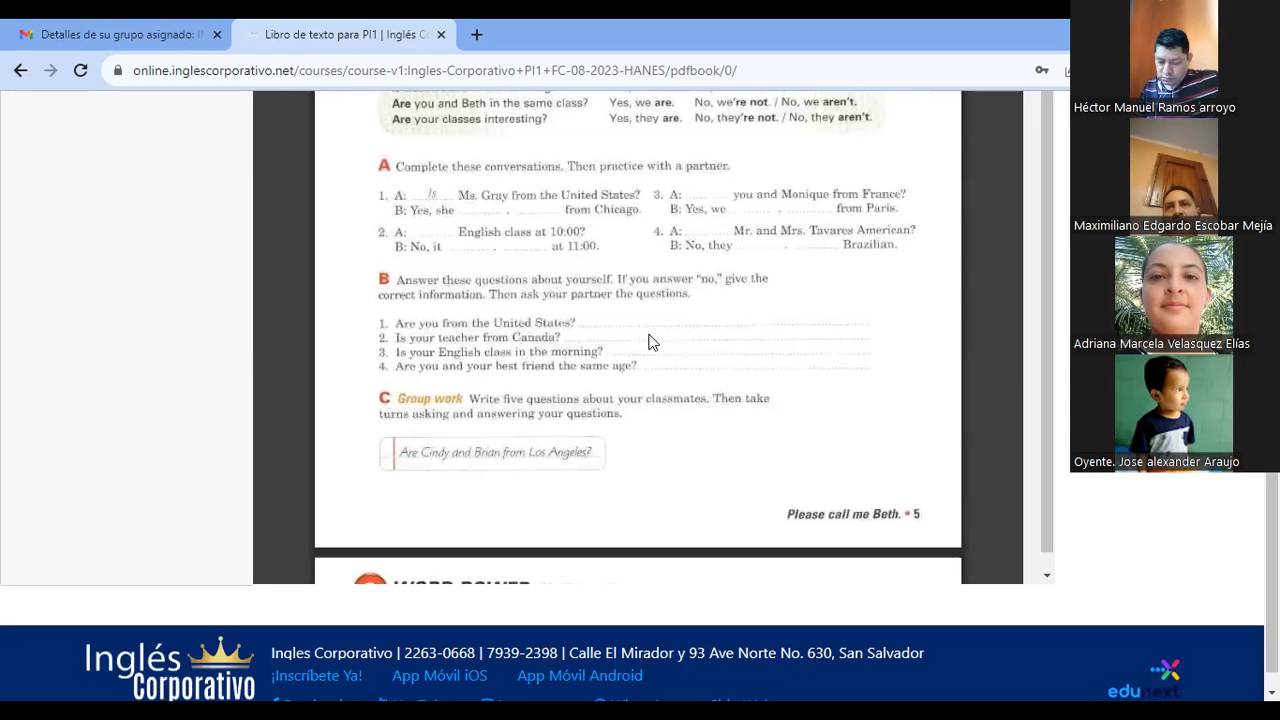 Detalles de su grupo asignado: I
Libro de texto para PI1 | Inglés C
online.inglescorporativo.net/courses/course-v1:Ingles-Corporativo+PI1+FC-08-2023-HANES/pdfbook/0/
Are you and Beth in the same class? Yes, we are. No, we're not. / No, we aren't.
Are your classes interesting? Yes, they are. No, they're not. / No, they aren't.
A Complete these conversations. Then practice with a partner.
1. A: Is Ms. Gray from the United States?
B: Yes, she ........ . ........ from Chicago.
2. A: ........ English class at 10:00?
B: No, it ........ . ........ at 11:00.
3. A: ........ you and Monique from France?
B: Yes, we ........ . ........ from Paris.
4. A: ........ Mr. and Mrs. Tavares American?
B: No, they ........ . ........ Brazilian.
B Answer these questions about yourself. If you answer “no,” give the
correct information. Then ask your partner the questions.
1. Are you from the United States?
2. Is your teacher from Canada?
3. Is your English class in the morning?
4. Are you and your best friend the same age?
C Group work Write five questions about your classmates. Then take
turns asking and answering your questions.
Are Cindy and Brian from Los Angeles?
Please call me Beth. • 5
WORD POWER
Inglés
Corporativo
Ingles Corporativo | 2263-0668 | 7939-2398 | Calle El Mirador y 93 Ave Norte No. 630, San Salvador
¡Inscríbete Ya! App Móvil iOS App Móvil Android
edunext
Héctor Manuel Ramos arroyo
Maximiliano Edgardo Escobar Mejía
Adriana Marcela Velasquez Elías
Oyente. Jose alexander Araujo